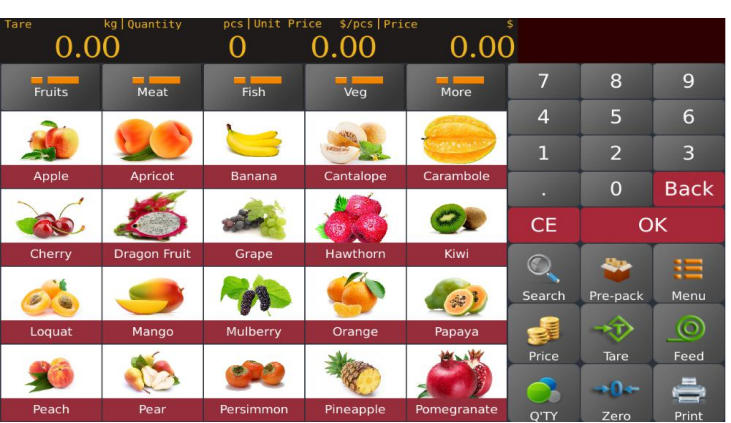 Tare kg|Quantity pcs|Unit Price $/pcs|Price $
0.00 0 0.00 0.00
Fruits Meat Fish Veg More
7 8 9
4 5 6
1 2 3
. 0 Back
CE OK
Apple Apricot Banana Cantalope Carambole
Cherry Dragon Fruit Grape Hawthorn Kiwi
Loquat Mango Mulberry Orange Papaya
Peach Pear Persimmon Pineapple Pomegranate
Search Pre-pack Menu
Price Tare Feed
Q'TY Zero Print
T
0